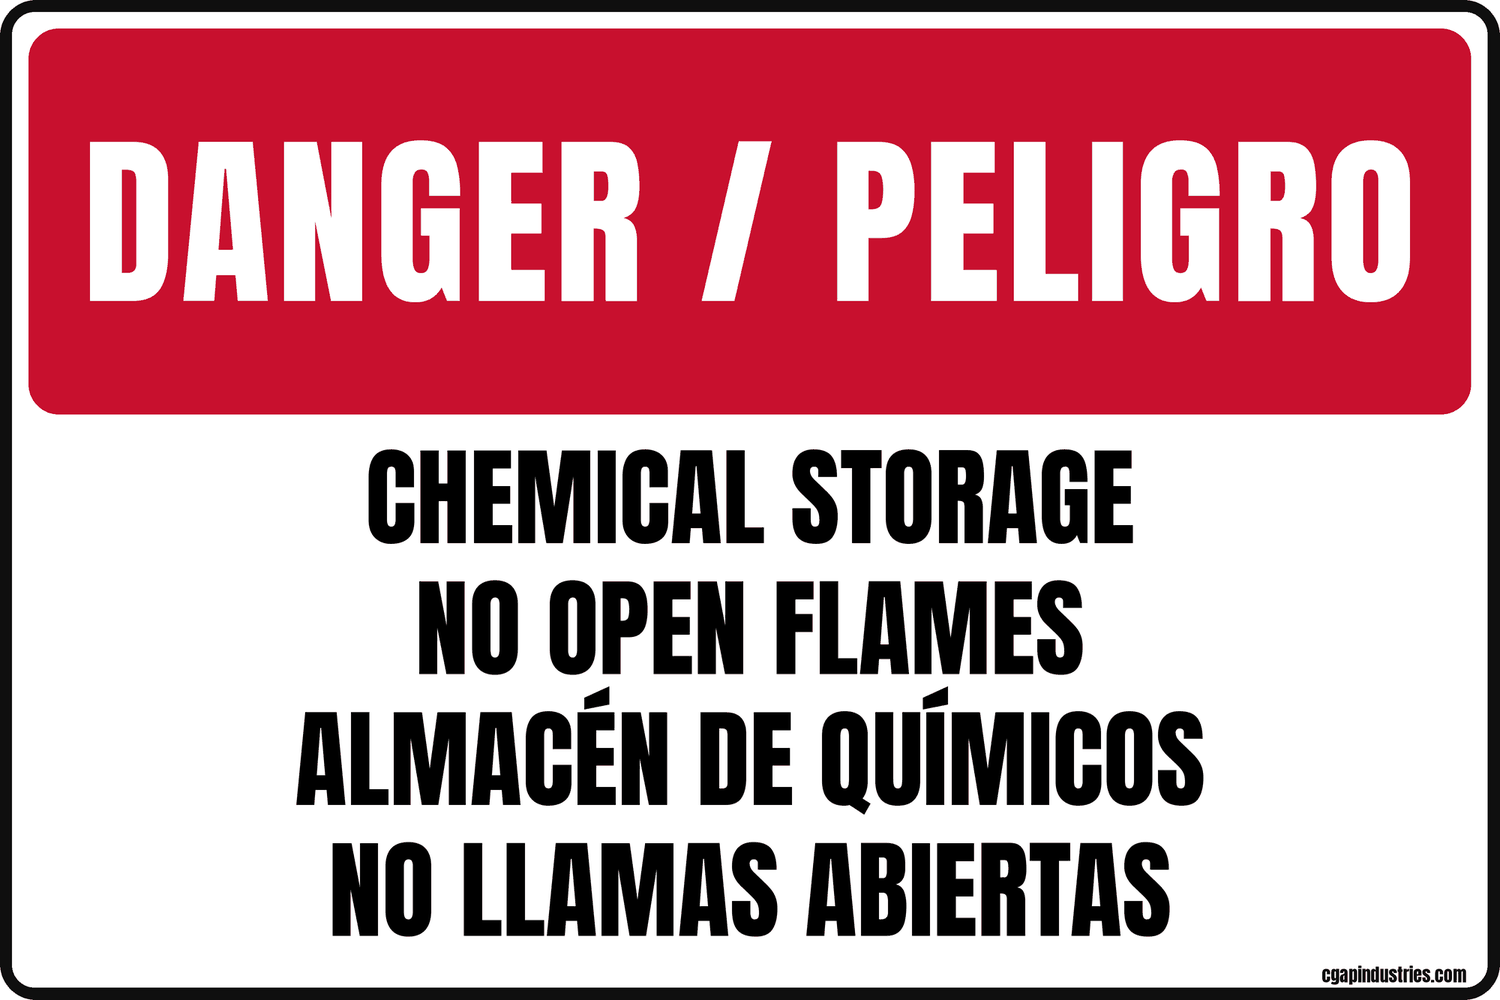 DANGER / PELIGRO
CHEMICAL STORAGE
NO OPEN FLAMES
ALMACÉN DE QUÍMICOS
NO LLAMAS ABIERTAS
cgapindustries.com